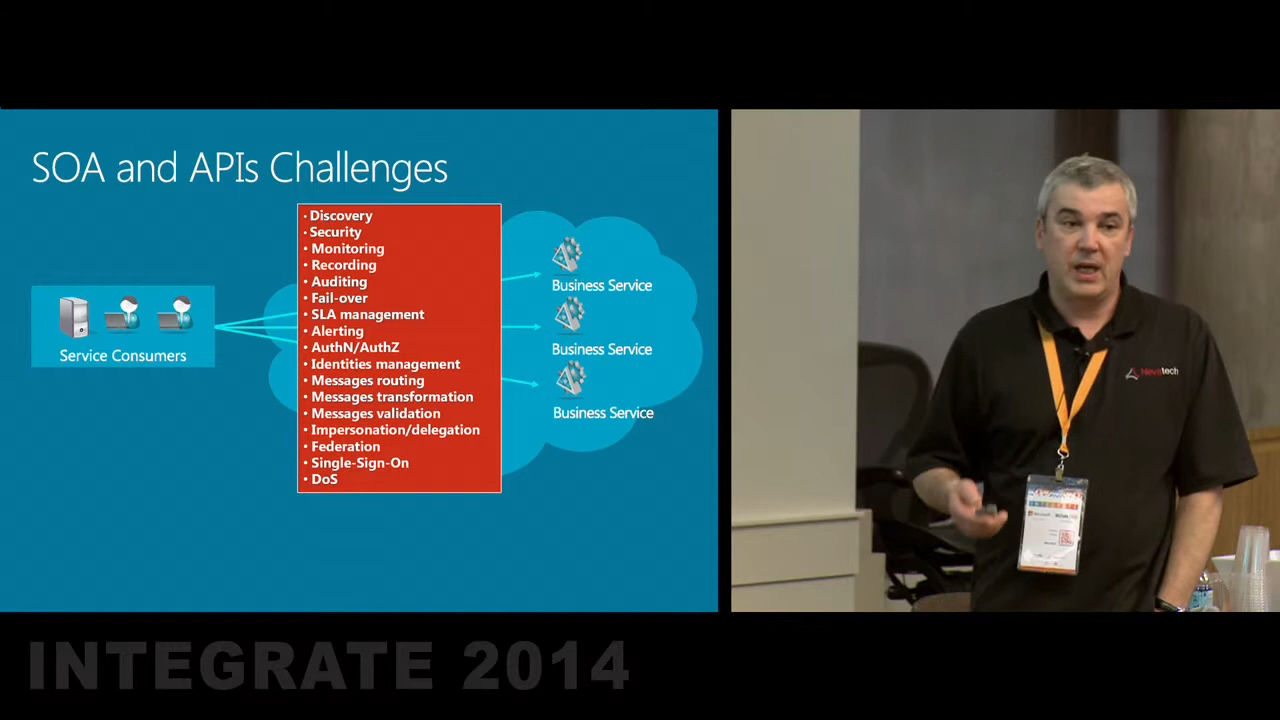 SOA and APIs Challenges
• Discovery
• Security
• Monitoring
• Recording
• Auditing
• Fail-over
• SLA management
• Alerting
• AuthN/AuthZ
• Identities management
• Messages routing
• Messages transformation
• Messages validation
• Impersonation/delegation
• Federation
• Single-Sign-On
• DoS
Service Consumers
Business Service
Business Service
Business Service
Nevatech
INTEGRATE 2014